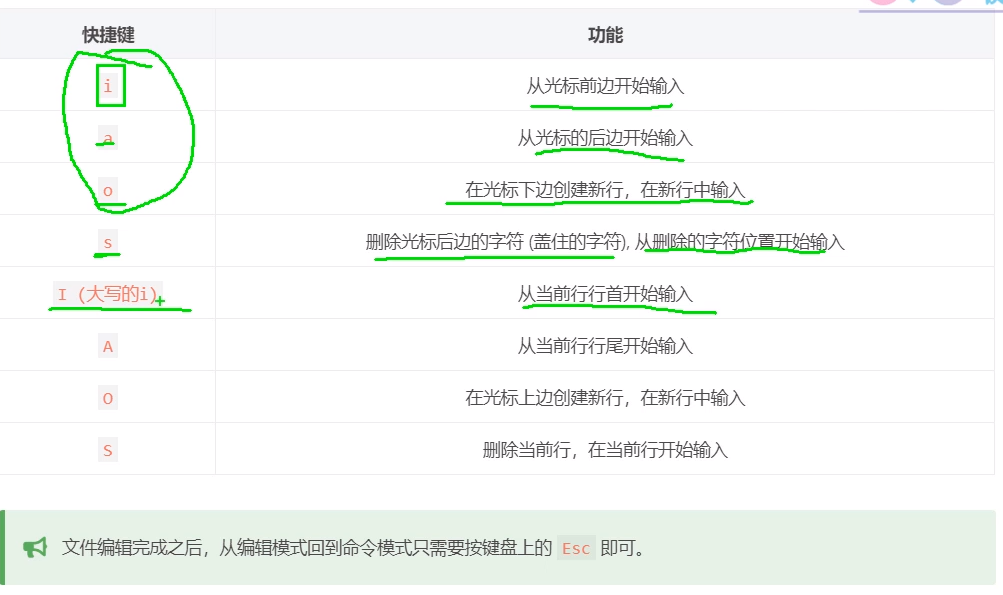 快捷键 功能
i 从光标前边开始输入
a 从光标的后边开始输入
o 在光标下边创建新行，在新行中输入
s 删除光标后边的字符 (盖住的字符), 从删除的字符位置开始输入
I (大写的i) 从当前行行首开始输入
A 从当前行行尾开始输入
O 在光标上边创建新行，在新行中输入
S 删除当前行，在当前行开始输入
文件编辑完成之后，从编辑模式回到命令模式只需要按键盘上的 Esc 即可。